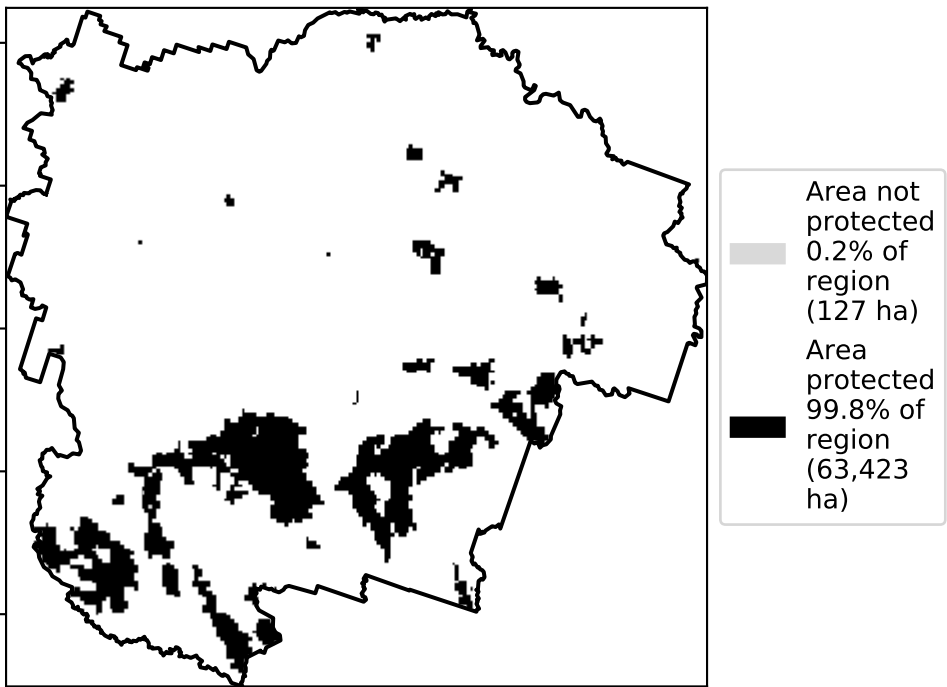 Area not
protected
0.2% of
region
(127 ha)
Area
protected
99.8% of
region
(63,423
ha)